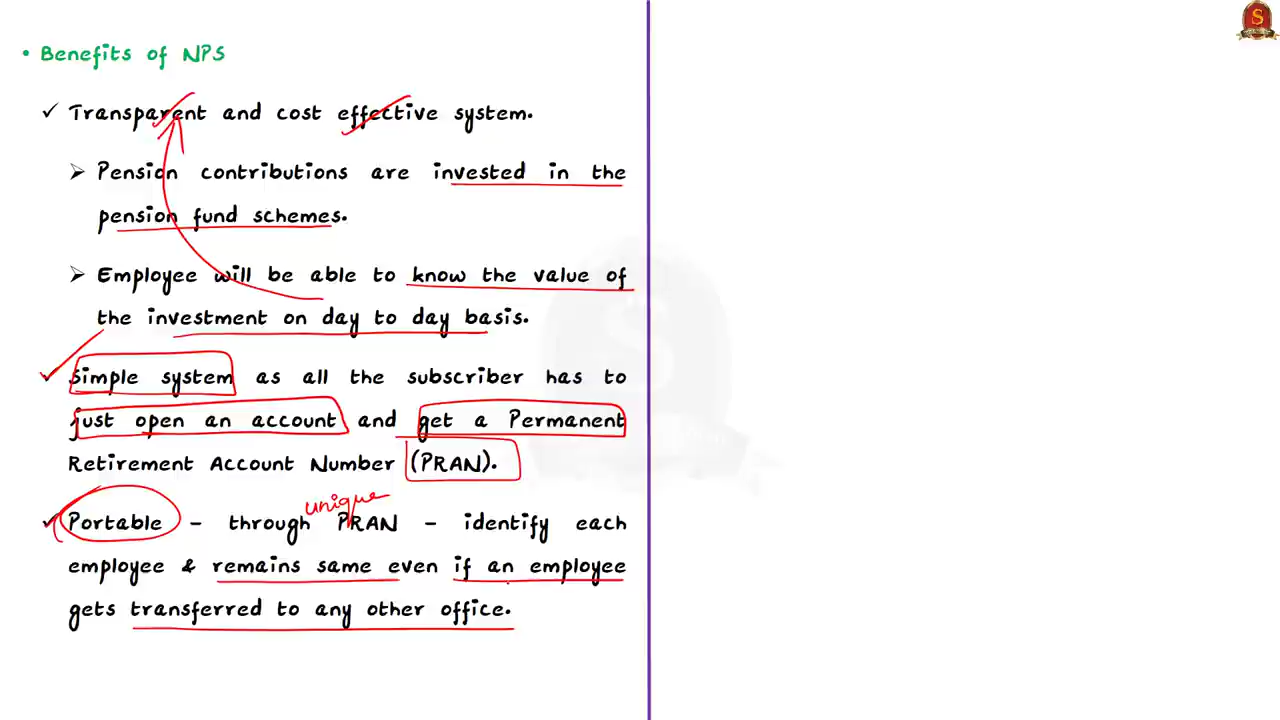 • Benefits of NPS
✓ Transparent and cost effective system.
➢ Pension contributions are invested in the
pension fund schemes.
➢ Employee will be able to know the value of
the investment on day to day basis.
✓ Simple system as all the subscriber has to
just open an account and get a Permanent
Retirement Account Number (PRAN).
unique
✓ Portable - through PRAN - identify each
employee & remains same even if an employee
gets transferred to any other office.